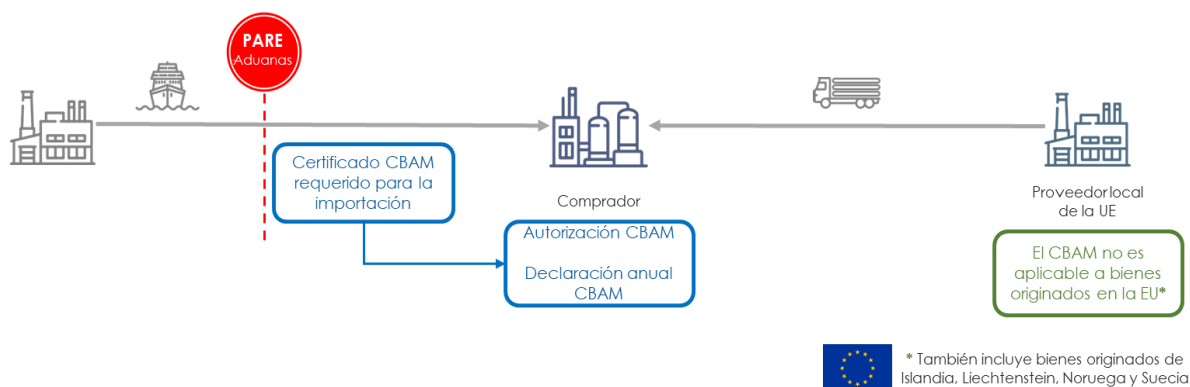 PARE
Aduanas
Certificado CBAM
requerido para la
importación
Comprador
Autorización CBAM
Declaración anual
CBAM
Proveedor local
de la UE
El CBAM no es
aplicable a bienes
originados en la EU*
* También incluye bienes originados de
Islandia, Liechtenstein, Noruega y Suecia